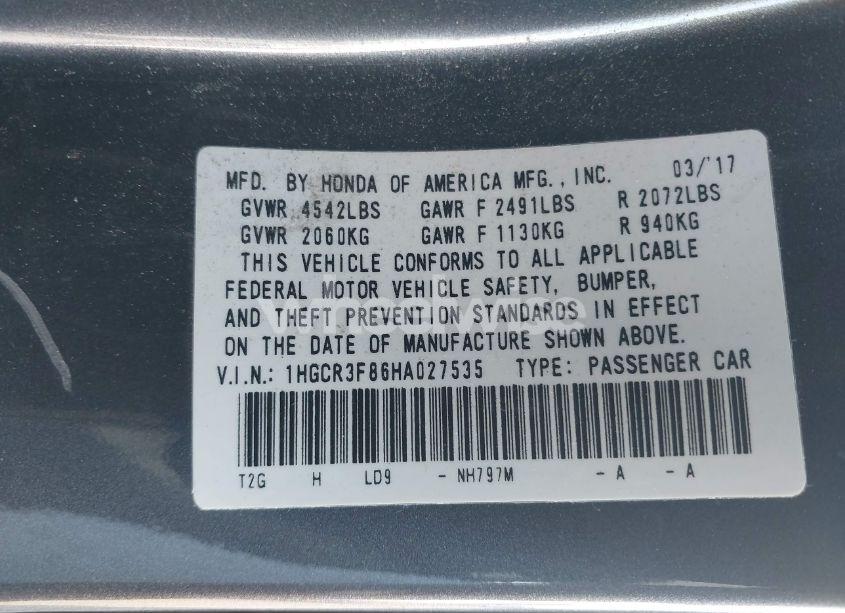 MFD. BY HONDA OF AMERICA MFG., INC. 03/'17
GVWR 4542LBS GAWR F 2491LBS R 2072LBS
GVWR 2060KG GAWR F 1130KG R 940KG
THIS VEHICLE CONFORMS TO ALL APPLICABLE
FEDERAL MOTOR VEHICLE SAFETY, BUMPER,
AND THEFT PREVENTION STANDARDS IN EFFECT
ON THE DATE OF MANUFACTURE SHOWN ABOVE.
V.I.N.: 1HGCR3F86HA027535 TYPE: PASSENGER CAR
T2G H LD9 - NH797M - A - A